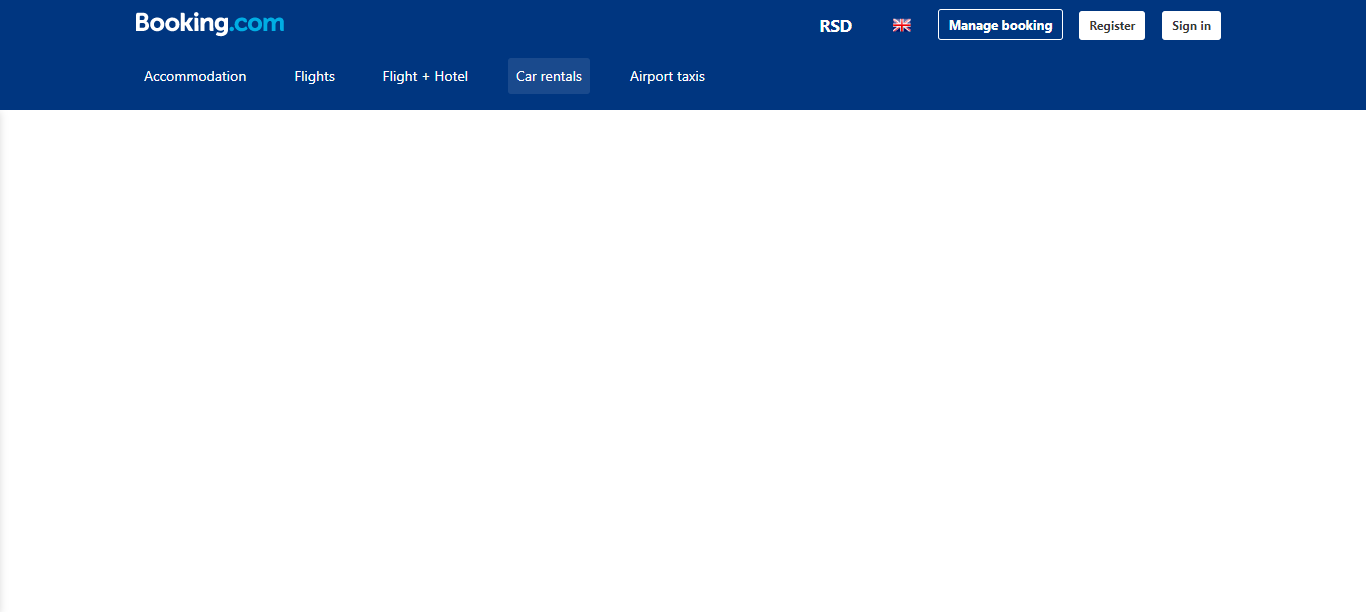 Booking.com
RSD
Manage booking
Register
Sign in
Accommodation
Flights
Flight + Hotel
Car rentals
Airport taxis